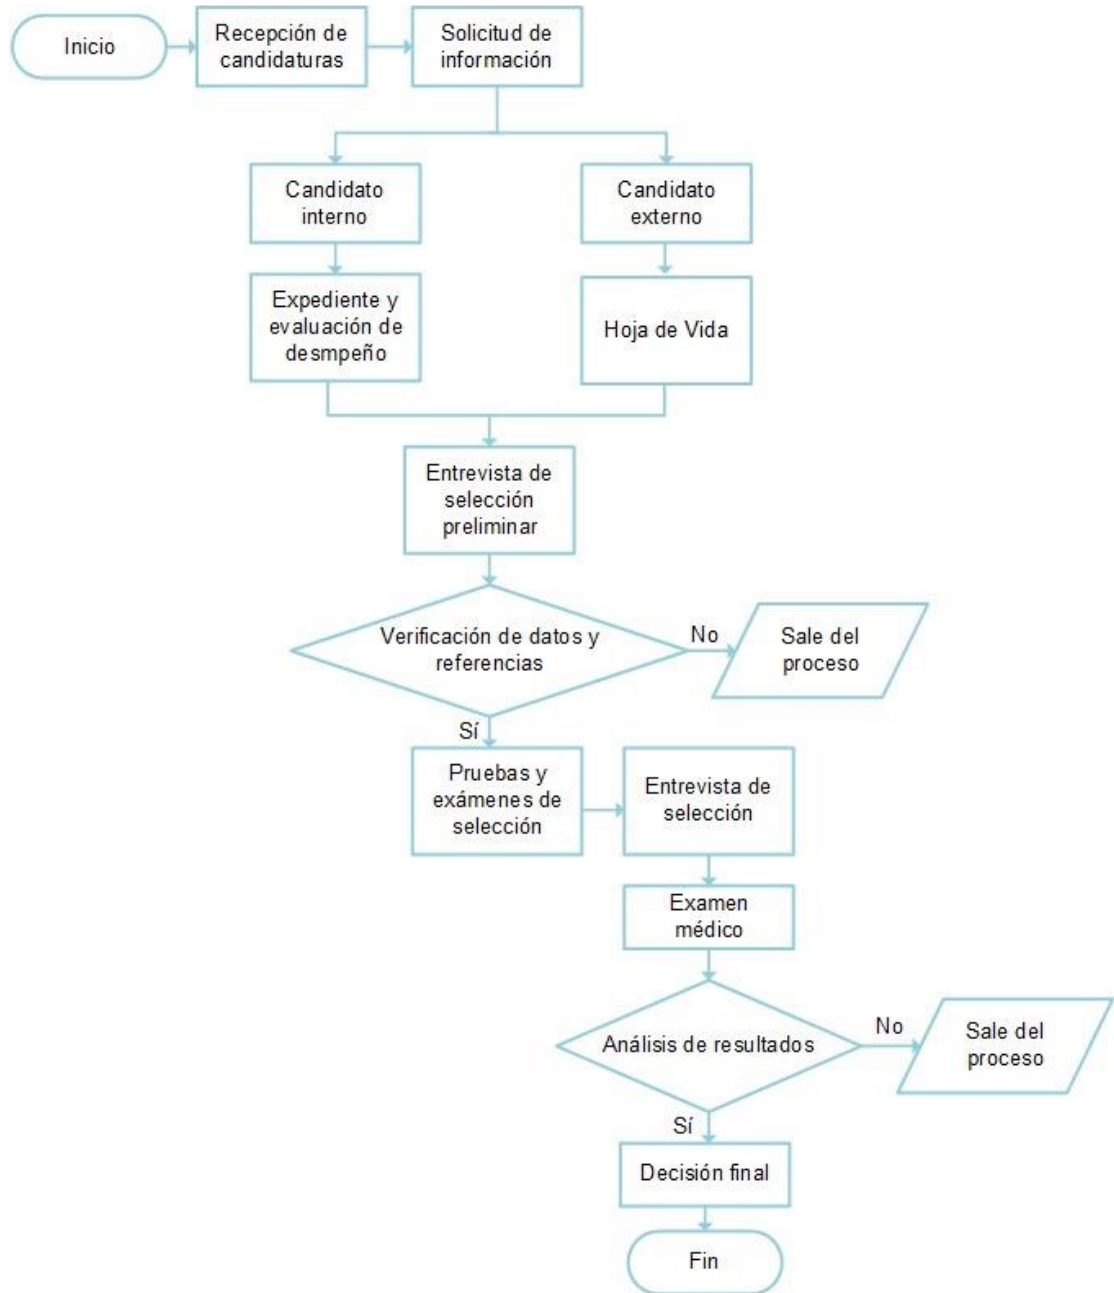 Inicio
Recepción de
candidaturas
Solicitud de
información
Candidato
interno
Candidato
externo
Expediente y
evaluación de
desmpeño
Hoja de Vida
Entrevista de
selección
preliminar
Verificación de datos y
referencias
No
Sale del
proceso
Sí
Pruebas y
exámenes de
selección
Entrevista de
selección
Examen
médico
Análisis de resultados
No
Sale del
proceso
Sí
Decisión final
Fin